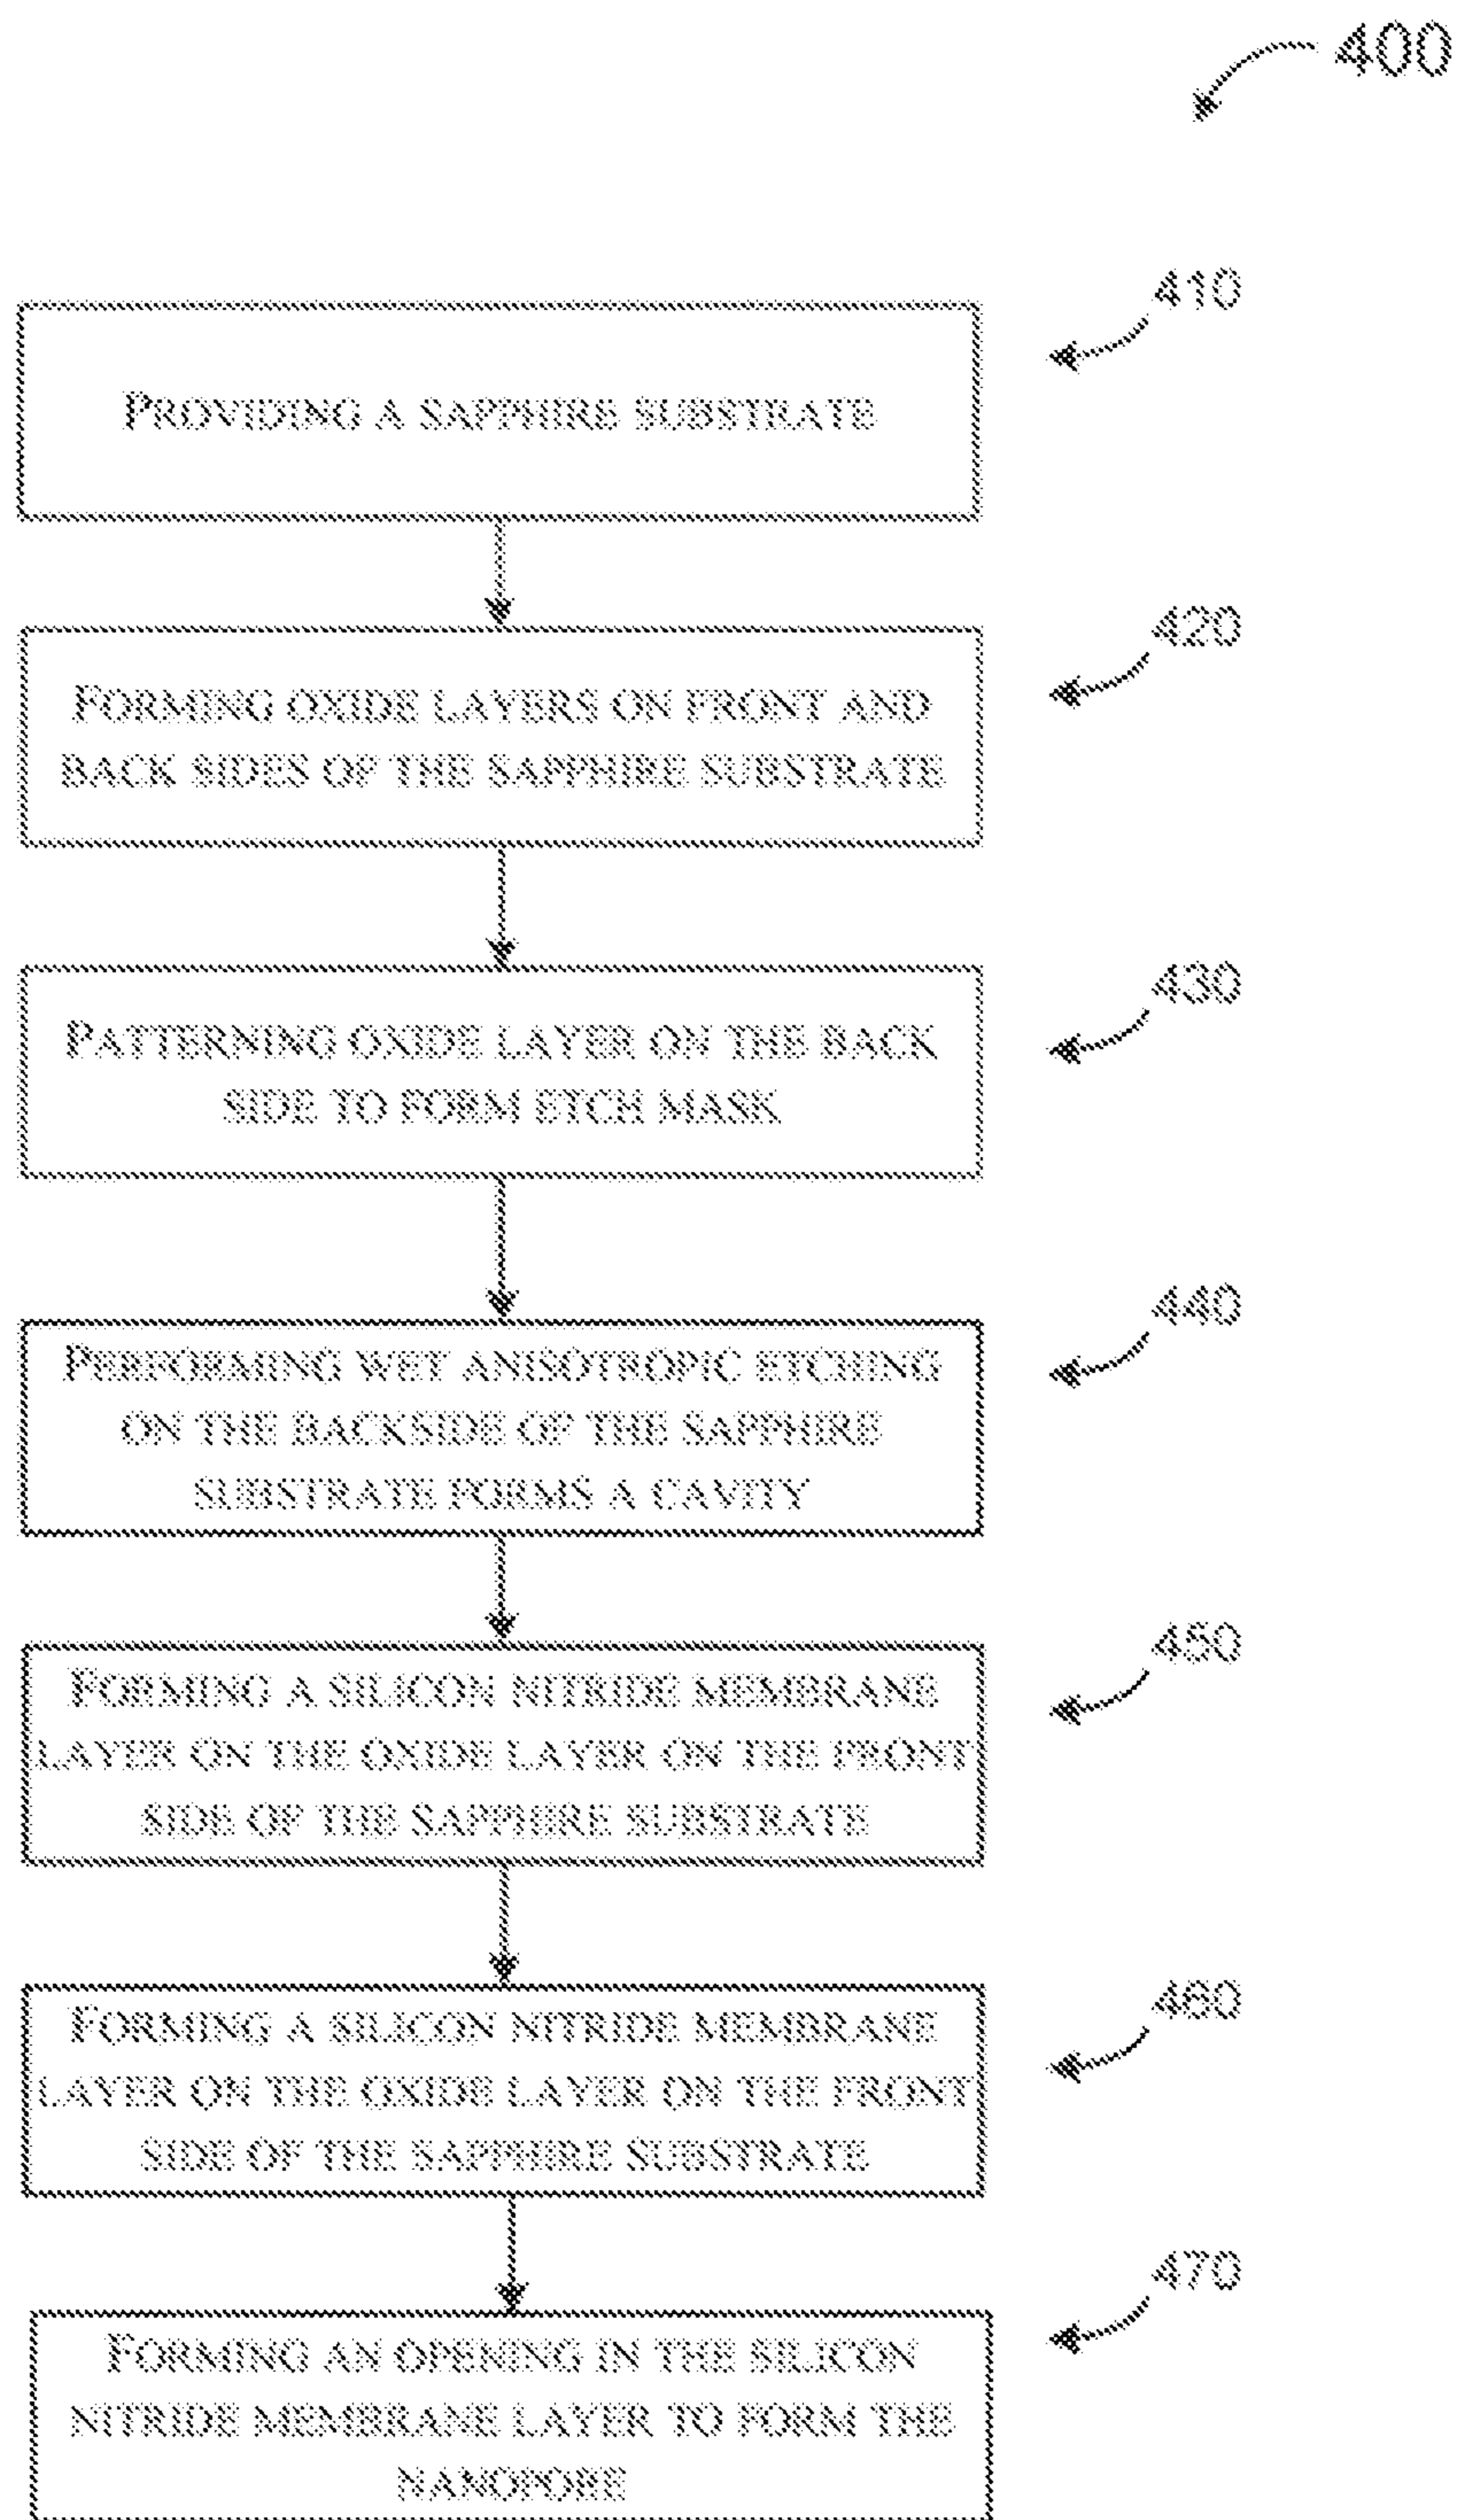 400
410
PROVIDING A SAPPHIRE SUBSTRATE
420
FORMING OXIDE LAYERS ON FRONT AND
BACK SIDES OF THE SAPPHIRE SUBSTRATE
430
PATTERNING OXIDE LAYER ON THE BACK
SIDE TO FORM ETCH MASK
440
PERFORMING WET ANISOTROPIC ETCHING
ON THE BACKSIDE OF THE SAPPHIRE
SUBSTRATE FORMS A CAVITY
450
FORMING A SILICON NITRIDE MEMBRANE
LAYER ON THE OXIDE LAYER ON THE FRONT
SIDE OF THE SAPPHIRE SUBSTRATE
460
FORMING A SILICON NITRIDE MEMBRANE
LAYER ON THE OXIDE LAYER ON THE FRONT
SIDE OF THE SAPPHIRE SUBSTRATE
470
FORMING AN OPENING IN THE SILICON
NITRIDE MEMBRANE LAYER TO FORM THE
NANOPORE